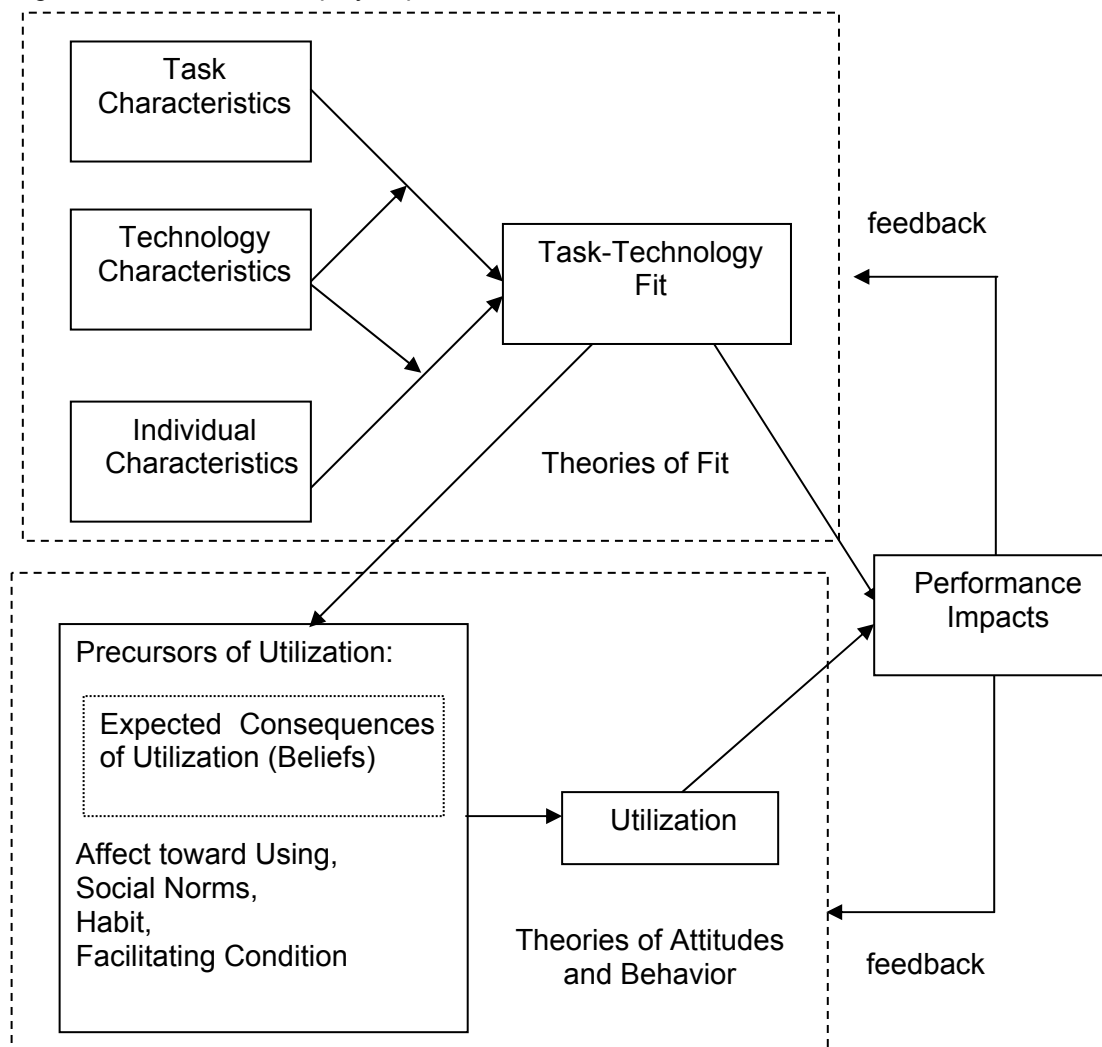 Task
Characteristics
Technology
Characteristics
Individual
Characteristics
Task-Technology
Fit
Theories of Fit
feedback
Performance
Impacts
Precursors of Utilization:
Expected Consequences
of Utilization (Beliefs)
Affect toward Using,
Social Norms,
Habit,
Facilitating Condition
Utilization
Theories of Attitudes
and Behavior
feedback